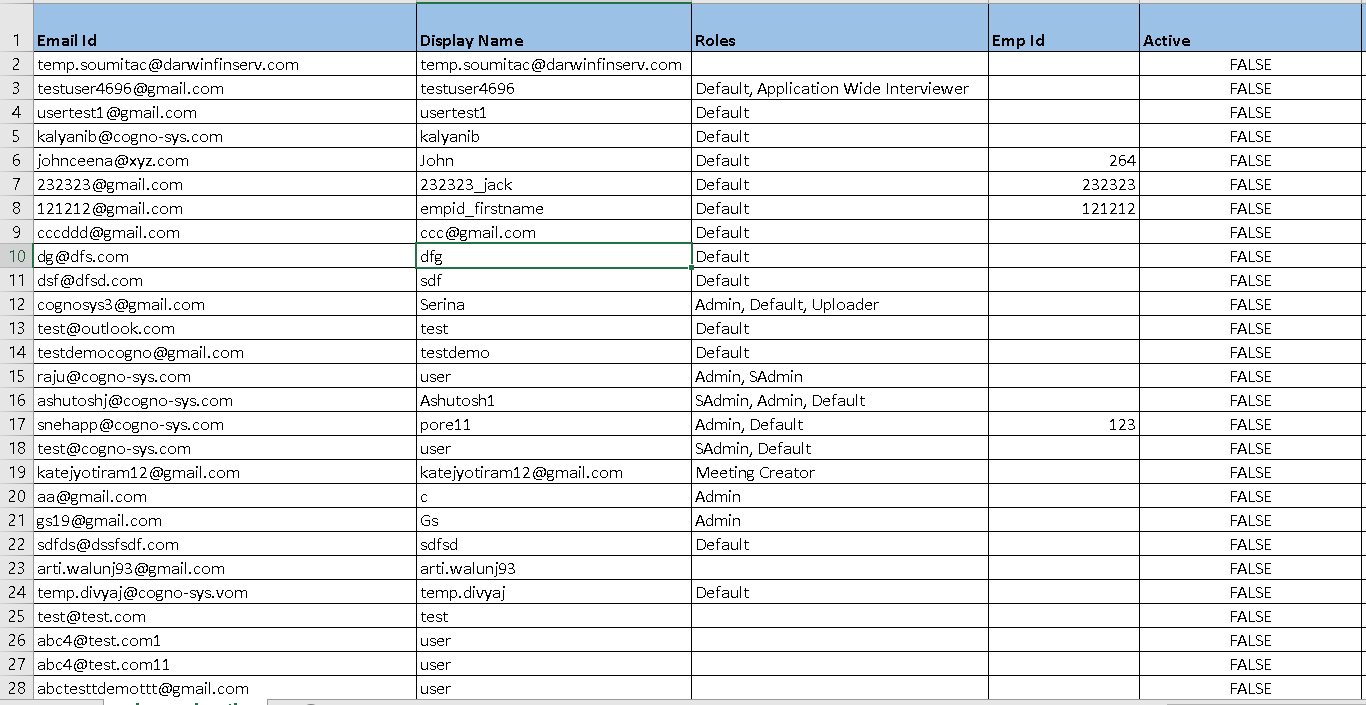 1 Email Id Display Name Roles Emp Id Active
2 temp.soumitac@darwinfinserv.com temp.soumitac@darwinfinserv.com FALSE
3 testuser4696@gmail.com testuser4696 Default, Application Wide Interviewer FALSE
4 usertest1@gmail.com usertest1 Default FALSE
5 kalyanib@cogno-sys.com kalyanib Default FALSE
6 johnceena@xyz.com John Default 264 FALSE
7 232323@gmail.com 232323_jack Default 232323 FALSE
8 121212@gmail.com empid_firstname Default 121212 FALSE
9 cccddd@gmail.com ccc@gmail.com Default FALSE
10 dg@dfs.com dfg Default FALSE
11 dsf@dfsd.com sdf Default FALSE
12 cognosys3@gmail.com Serina Admin, Default, Uploader FALSE
13 test@outlook.com test Default FALSE
14 testdemocogno@gmail.com testdemo Default FALSE
15 raju@cogno-sys.com user Admin, SAdmin FALSE
16 ashutoshj@cogno-sys.com Ashutosh1 SAdmin, Admin, Default FALSE
17 snehapp@cogno-sys.com pore11 Admin, Default 123 FALSE
18 test@cogno-sys.com user SAdmin, Default FALSE
19 katejyotiram12@gmail.com katejyotiram12@gmail.com Meeting Creator FALSE
20 aa@gmail.com c Admin FALSE
21 gs19@gmail.com Gs Admin FALSE
22 sdfds@dssfsdf.com sdfsd Default FALSE
23 arti.walunj93@gmail.com arti.walunj93 FALSE
24 temp.divyaj@cogno-sys.vom temp.divyaj Default FALSE
25 test@test.com test FALSE
26 abc4@test.com1 user FALSE
27 abc4@test.com11 user FALSE
28 abctesttdemottt@gmail.com user FALSE